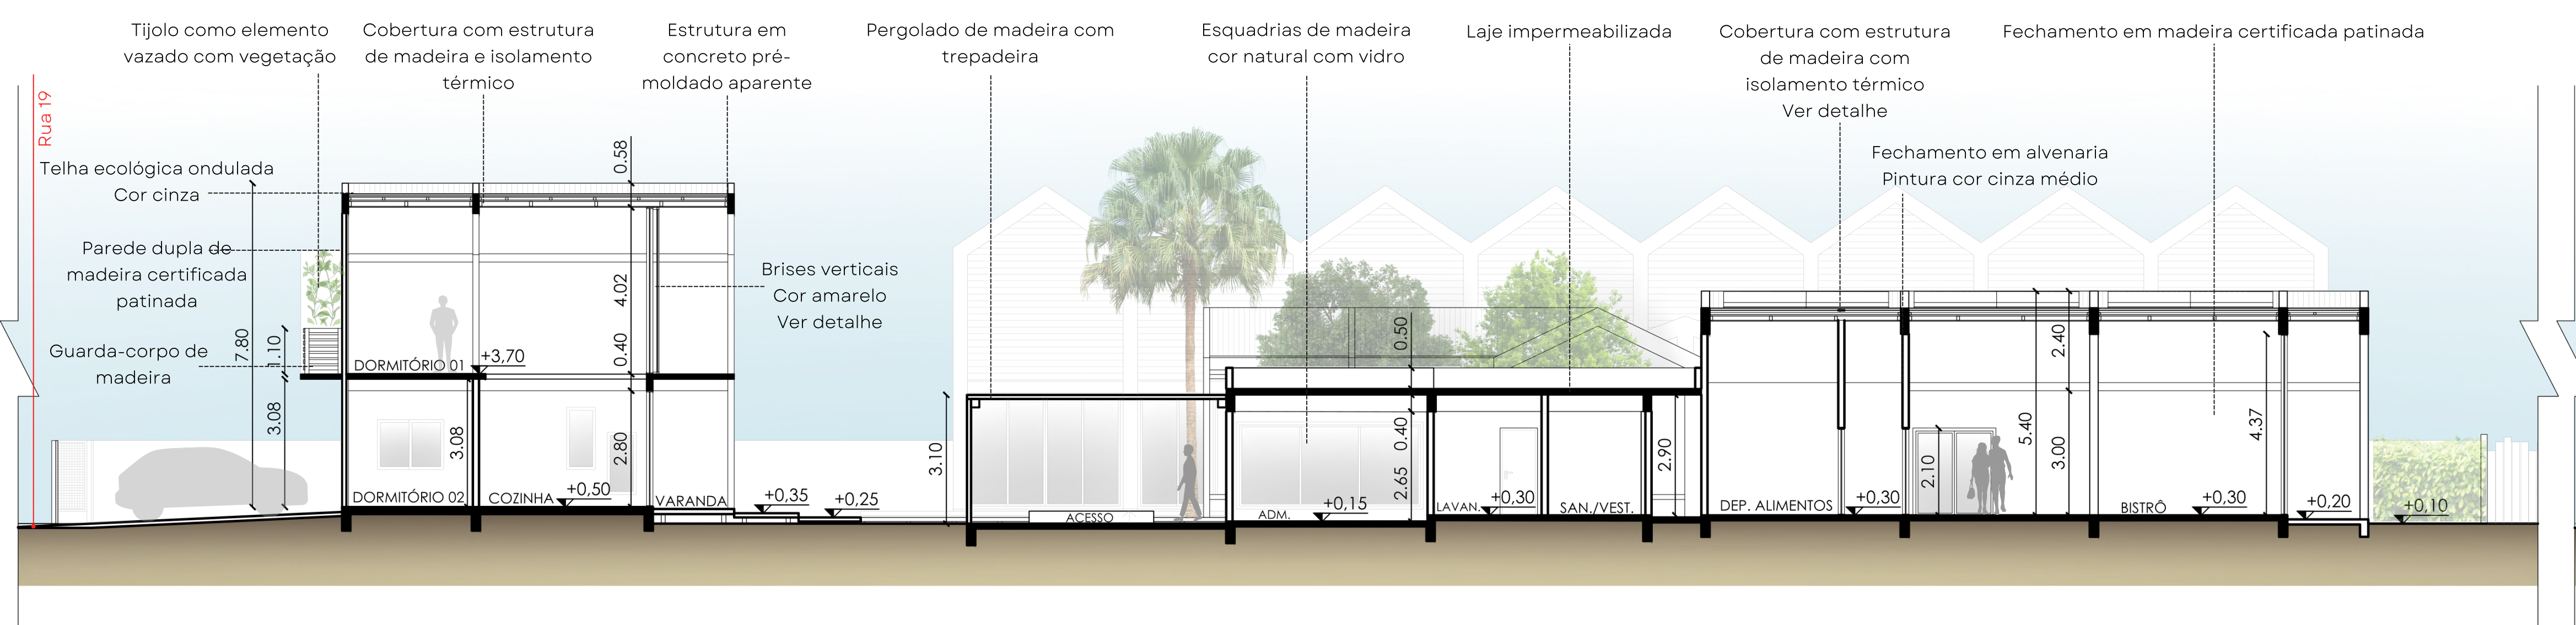 Tijolo como elemento
vazado com vegetação
Cobertura com estrutura
de madeira e isolamento
térmico
Estrutura em
concreto pré-
moldado aparente
Pergolado de madeira com
trepadeira
Esquadrias de madeira
cor natural com vidro
Laje impermeabilizada
Cobertura com estrutura
de madeira com
isolamento térmico
Ver detalhe
Fechamento em madeira certificada patinada
Rua 19
Telha ecológica ondulada
Cor cinza
Fechamento em alvenaria
Pintura cor cinza médio
Parede dupla de
madeira certificada
patinada
Guarda-corpo de
madeira
Brises verticais
Cor amarelo
Ver detalhe
7.80
1.10
3.08
0.58
4.02
0.40
2.80
3.08
DORMITÓRIO 01
+3,70
DORMITÓRIO 02
COZINHA
+0,50
VARANDA
+0,35
+0,25
3.10
ACESSO
ADM.
+0,15
0.50
0.40
2.65
LAVAN.
+0,30
SAN./VEST.
2.90
DEP. ALIMENTOS
+0,30
2.10
5.40
2.40
3.00
BISTRÔ
+0,30
4.37
+0,20
+0,10